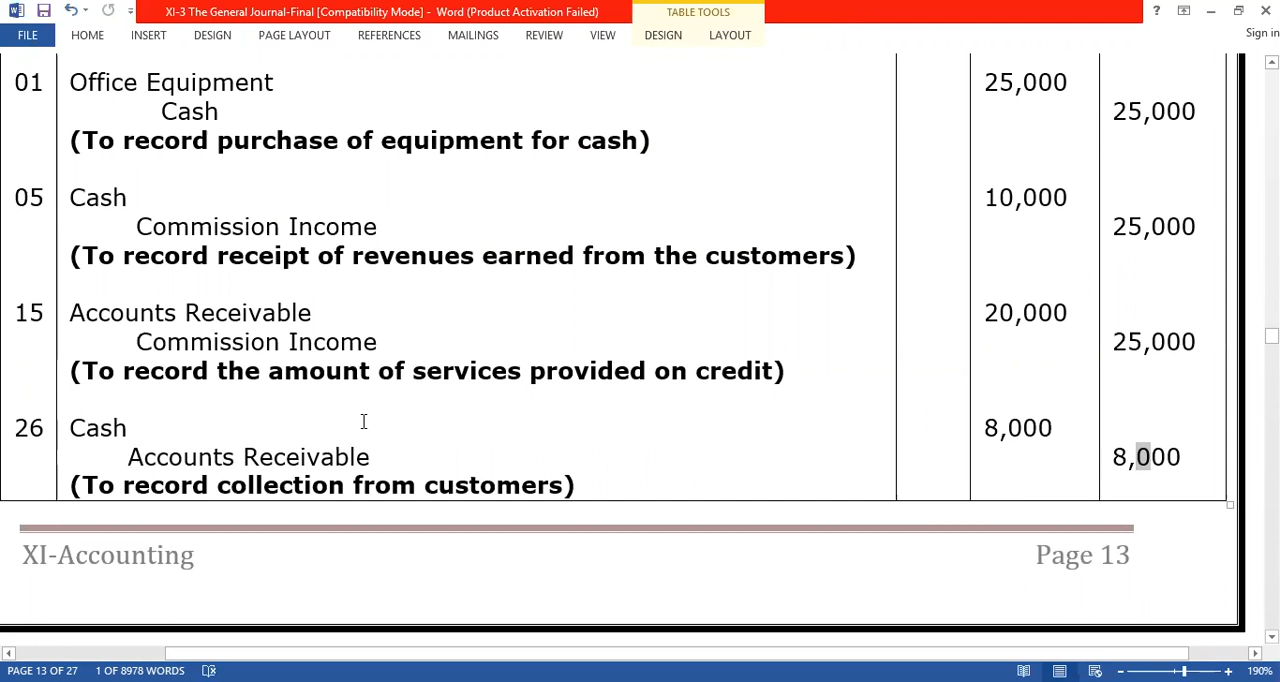 XI-3 The General Journal-Final [Compatibility Mode] - Word (Product Activation Failed)
TABLE TOOLS
?
Sign in
FILE HOME INSERT DESIGN PAGE LAYOUT REFERENCES MAILINGS REVIEW VIEW DESIGN LAYOUT
01 Office Equipment 25,000
Cash 25,000
(To record purchase of equipment for cash)
05 Cash 10,000
Commission Income 25,000
(To record receipt of revenues earned from the customers)
15 Accounts Receivable 20,000
Commission Income 25,000
(To record the amount of services provided on credit)
26 Cash 8,000
Accounts Receivable 8,000
(To record collection from customers)
XI-Accounting Page 13
PAGE 13 OF 27 1 OF 8978 WORDS 190%